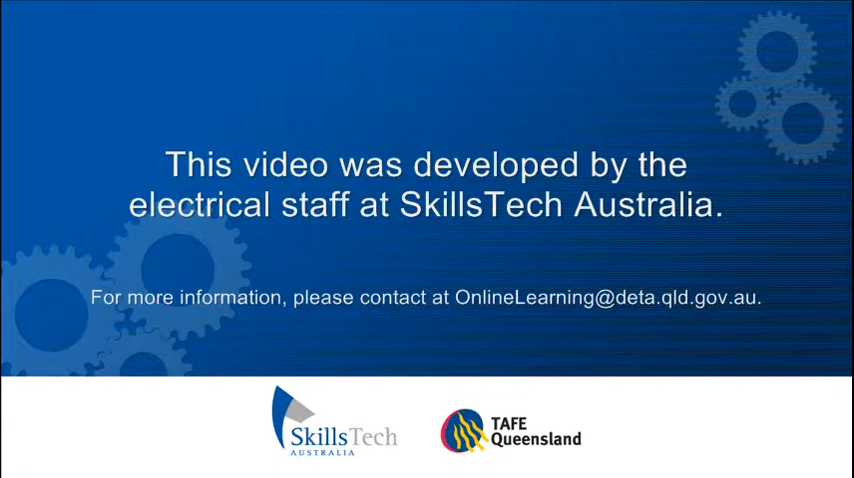 This video was developed by the
electrical staff at SkillsTech Australia.
For more information, please contact at OnlineLearning@deta.qld.gov.au.
SkillsTech
AUSTRALIA
TAFE
Queensland